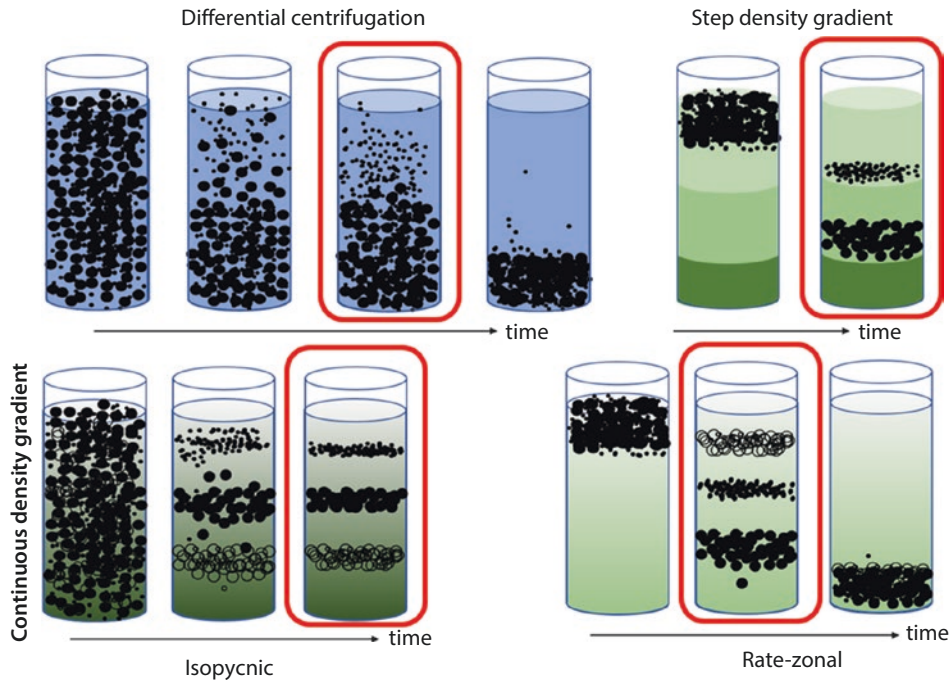 Differential centrifugation
Step density gradient
time
time
Continuous density gradient
time
Isopycnic
time
Rate-zonal